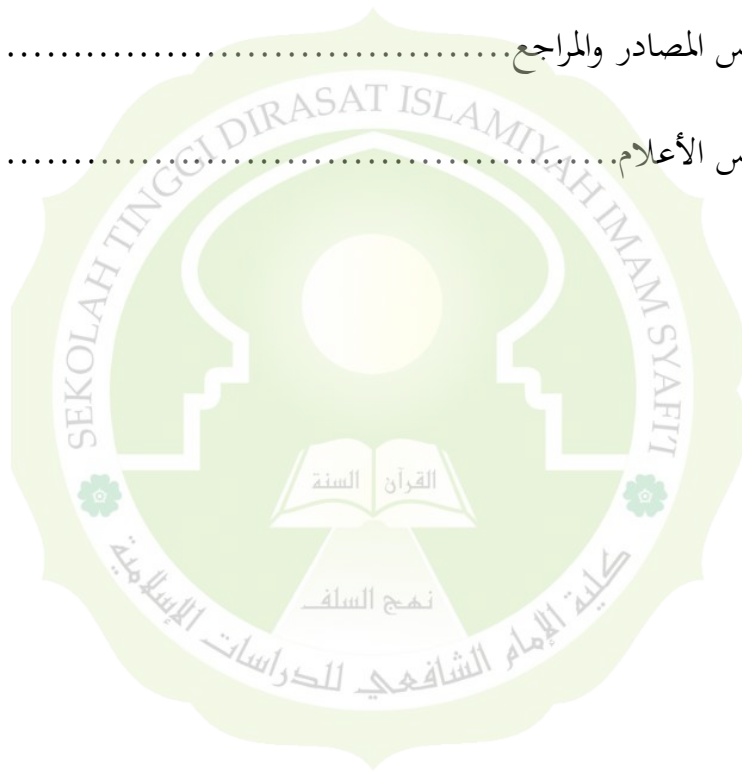 س المصادر والمراجع........................................
س الأعلام................................................
SEKOLAH TINGGI DIRASAT ISLAMIYAH IMAM SYAFI'I
القرآن السنة
نهج السلف
كلية الإمام الشافعي للدراسات الإسلامية